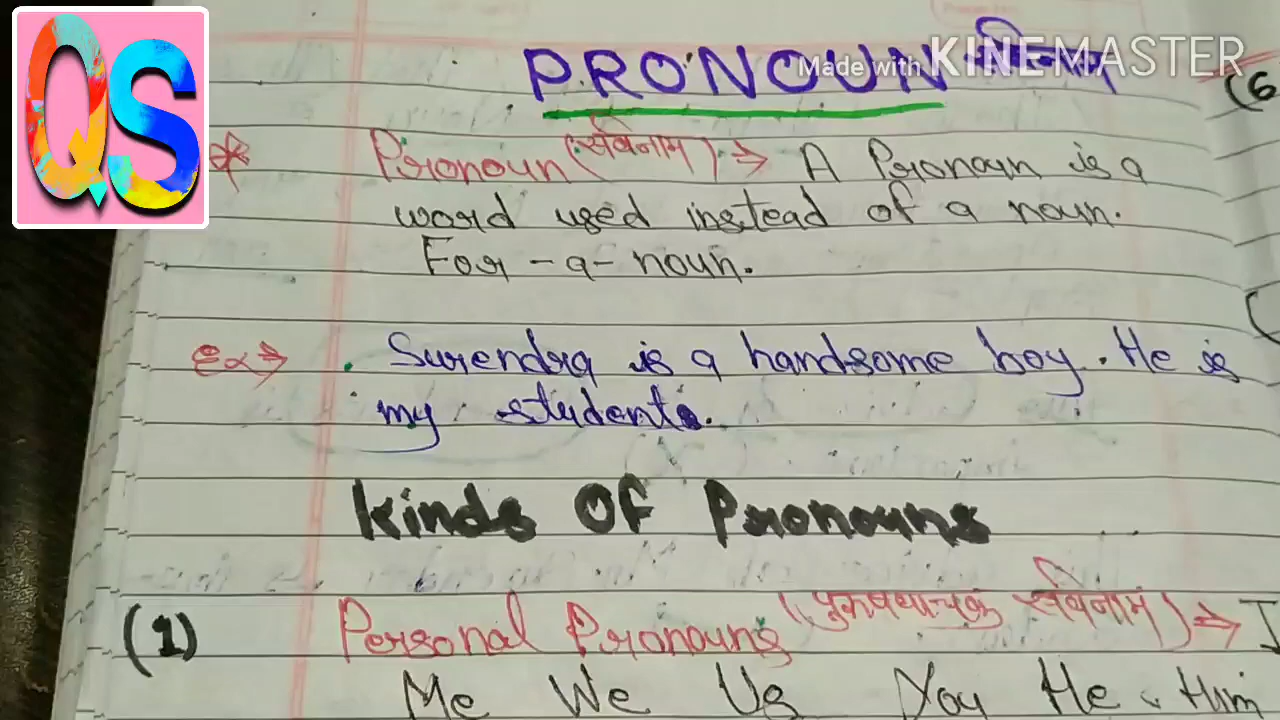 QS
PRONOUN
Made with KINEMASTER
(6
* Pronoun (सर्वनाम) → A Pronoun is a
word used instead of a noun.
For-a-noun.
ex → . Surendra is a handsome boy. He is
my students.
Kinds Of Pronouns
(1) Personal Pronouns (पुरुषवाचक सर्वनाम) → I
Me We Us You He, Him